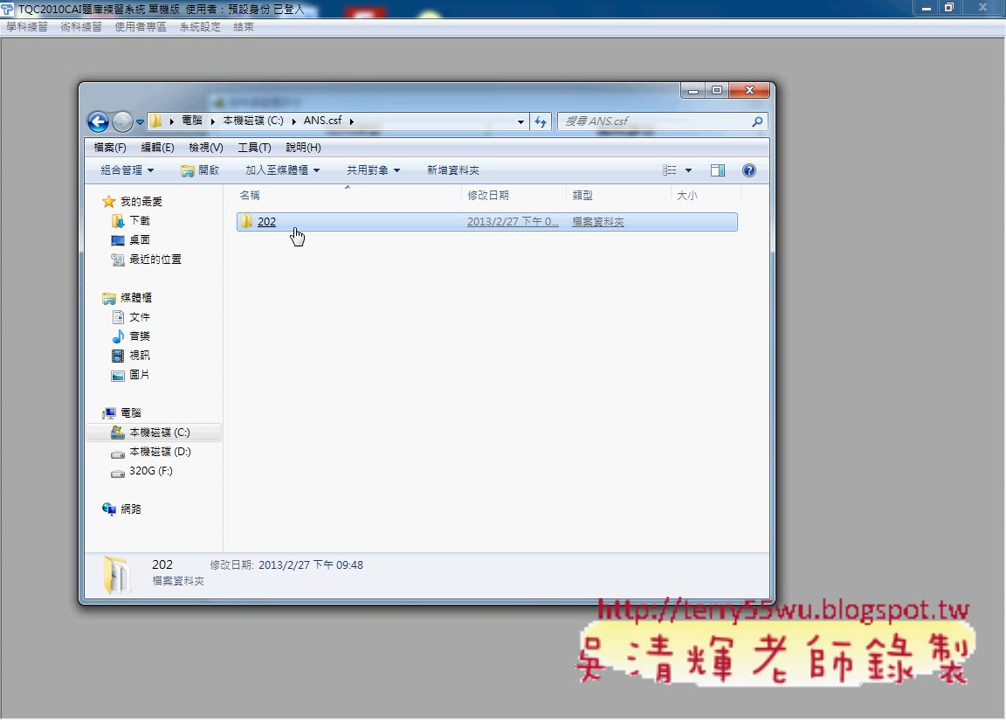 TQC2010CAI題庫練習系統 單機版 使用者：預設身份 已登入
學科練習 術科練習 使用者專區 系統設定 結束
電腦 本機磁碟 (C:) ANS.csf 搜尋 ANS.csf
檔案(F) 編輯(E) 檢視(V) 工具(T) 說明(H)
組合管理 開啟 加入至媒體櫃 共用對象 新增資料夾
名稱 修改日期 類型 大小
我的最愛
下載
桌面
最近的位置
媒體櫃
文件
音樂
視訊
圖片
電腦
本機磁碟 (C:)
本機磁碟 (D:)
320G (F:)
網路
202 2013/2/27 下午 0... 檔案資料夾
202 修改日期: 2013/2/27 下午 09:48
檔案資料夾
http://terry55wu.blogspot.tw
吳清輝老師錄製